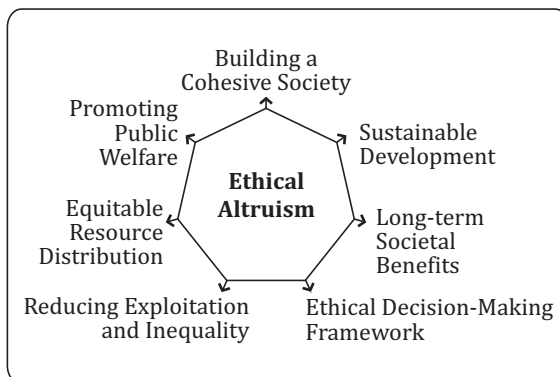 Building a
Cohesive Society
Promoting
Public
Welfare
Sustainable
Development
Ethical
Altruism
Equitable
Resource
Distribution
Long-term
Societal
Benefits
Reducing Exploitation
and Inequality
Ethical Decision-Making
Framework